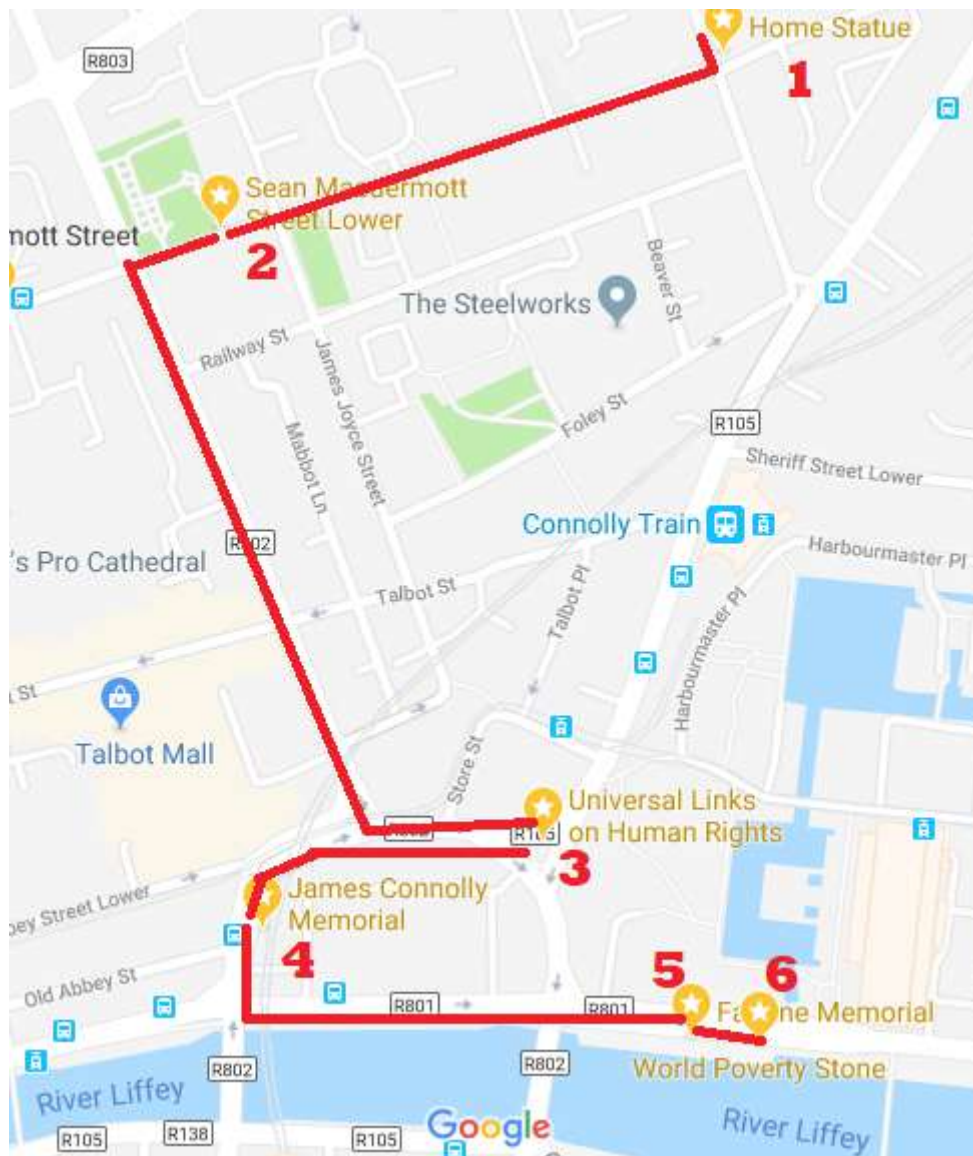 Home Statue
1
R803
Sean Macdermott
Street Lower
mott Street
2
Railway St
The Steelworks
Beaver St
James Joyce Street
Mabbot Ln.
Foley St
R105
Sheriff Street Lower
Connolly Train
Harbourmaster Pl
's Pro Cathedral
Talbot St
Talbot Pl
Harbourmaster Pl
St
Talbot Mall
Store St
Universal Links
on Human Rights
R105
3
James Connolly
Memorial
bey Street Lower
4
Old Abbey St
5
6
R801
R801
Famine Memorial
World Poverty Stone
R802
R802
River Liffey
R105
R138
R105
Google
River Liffey